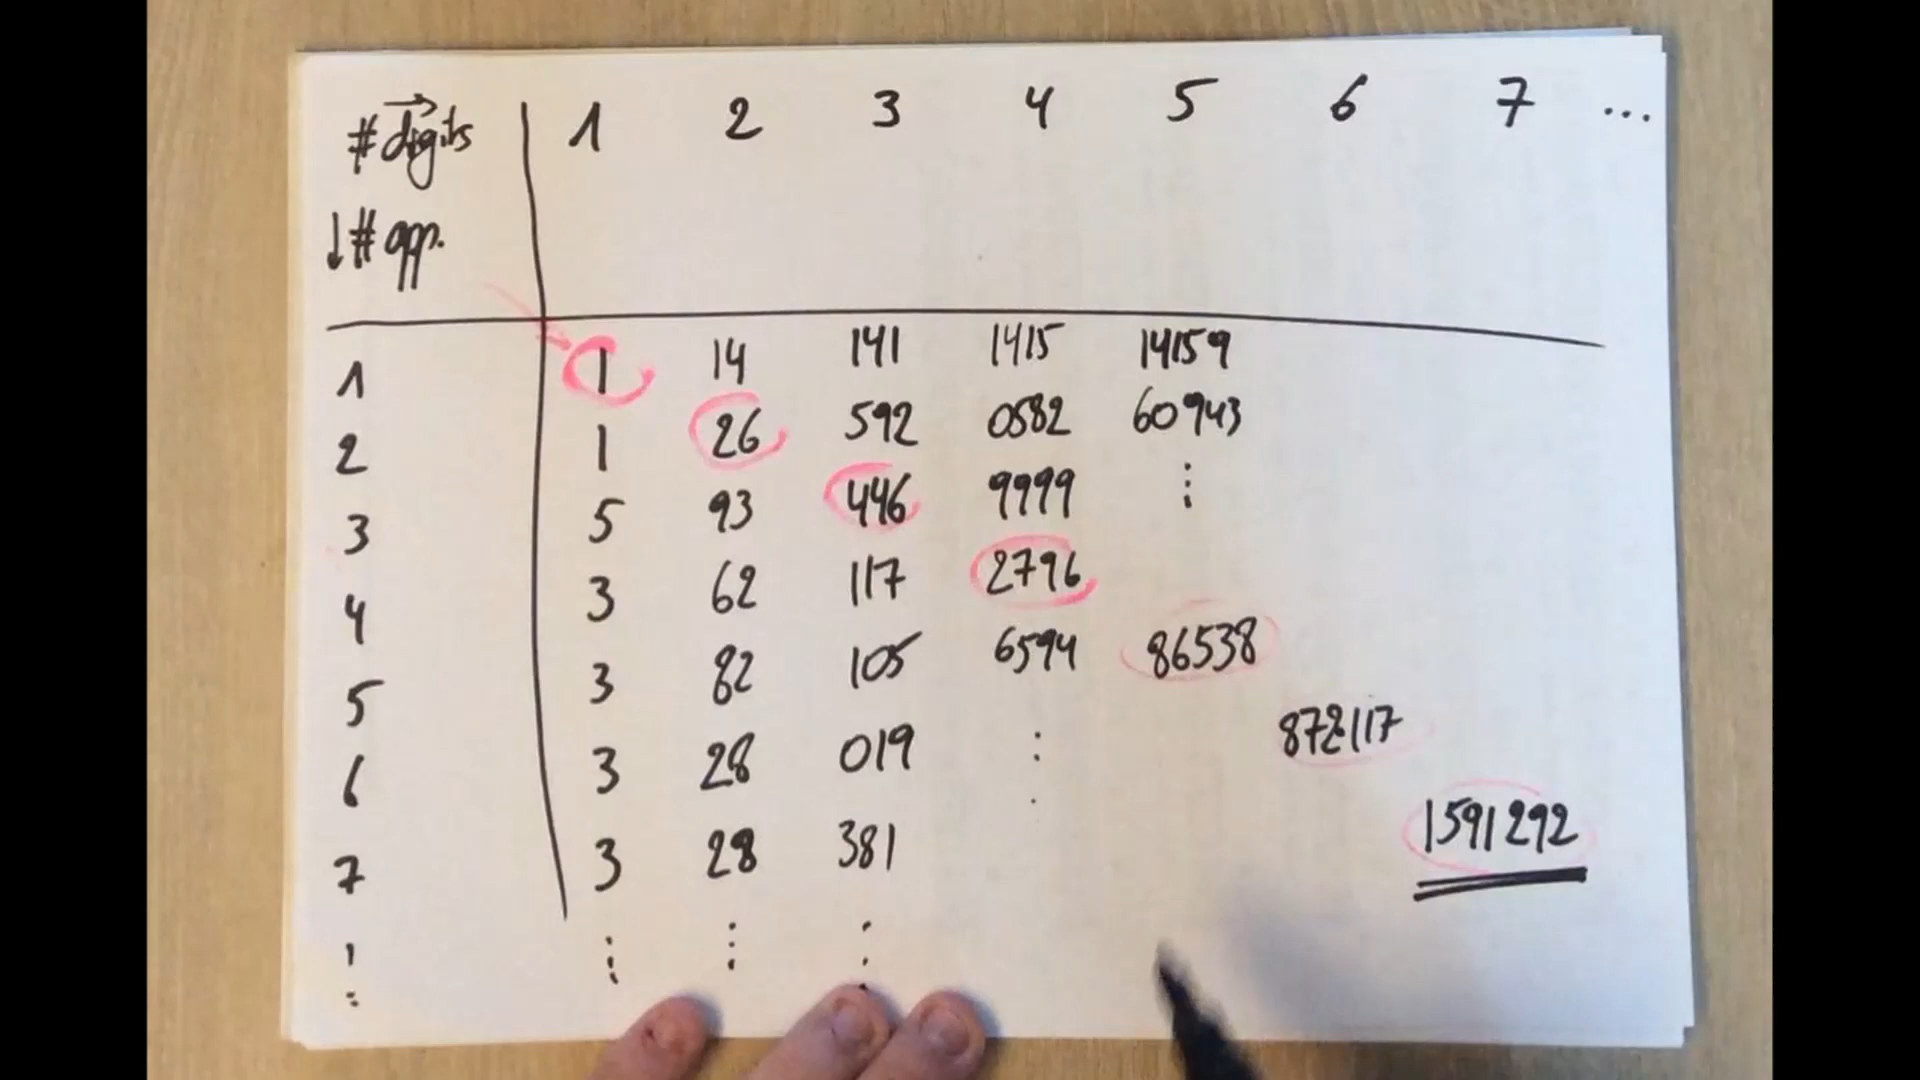 #digits 1 2 3 4 5 6 7 ...
↓# app.
1 1 14 141 1415 14159
2 1 26 592 0582 60943
3 5 93 446 9999 ⋮
4 3 62 117 2796
5 3 82 105 6594 86538
6 3 28 019 ⋮ 872117
7 3 28 381 1591292
⋮ ⋮ ⋮ ⋮